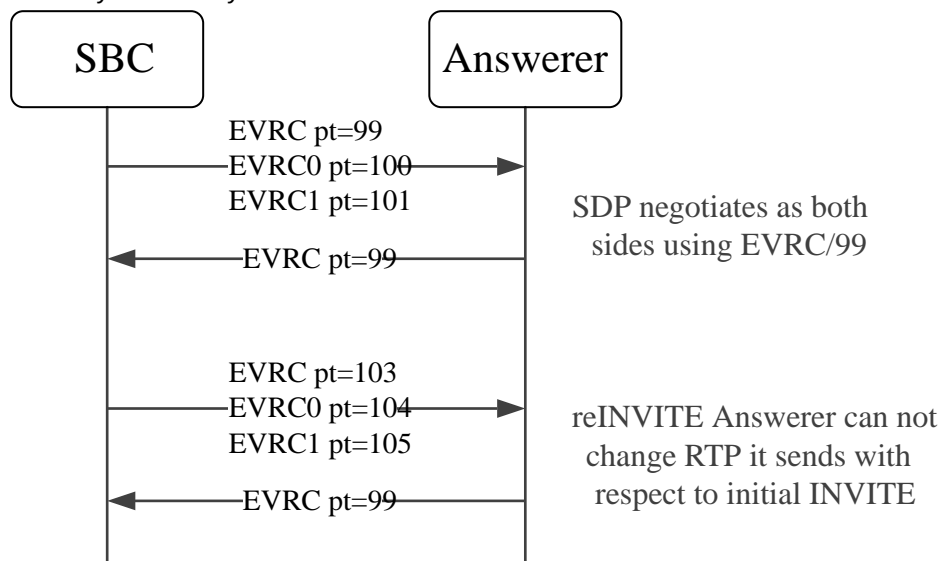 SBC
Answerer
EVRC pt=99
EVRC0 pt=100
EVRC1 pt=101
SDP negotiates as both
sides using EVRC/99
EVRC pt=99
EVRC pt=103
EVRC0 pt=104
EVRC1 pt=105
reINVITE Answerer can not
change RTP it sends with
respect to initial INVITE
EVRC pt=99